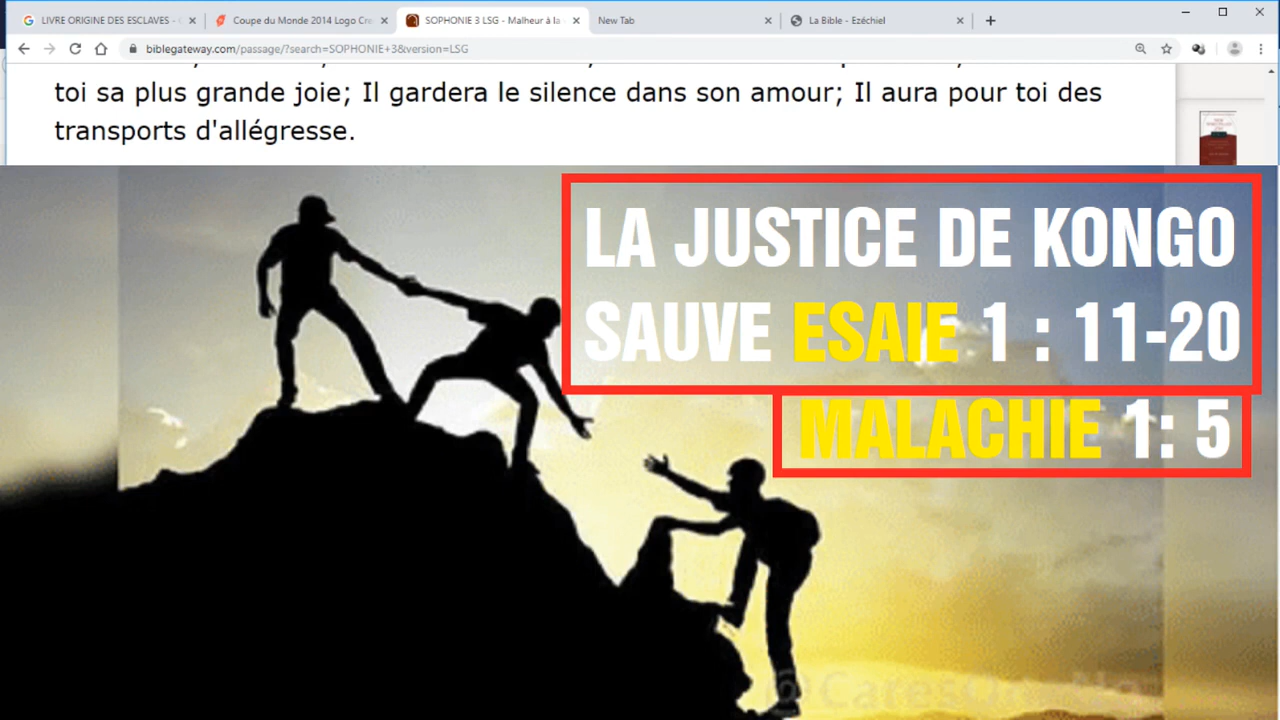 LIVRE ORIGINE DES ESCLAVES -
Coupe du Monde 2014 Logo Cre
SOPHONIE 3 LSG - Malheur à la
New Tab
La Bible - Ezéchiel
biblegateway.com/passage/?search=SOPHONIE+3&version=LSG
toi sa plus grande joie; Il gardera le silence dans son amour; Il aura pour toi des
transports d'allégresse.
LA JUSTICE DE KONGO
SAUVE ESAIE 1 : 11-20
MALACHIE 1: 5